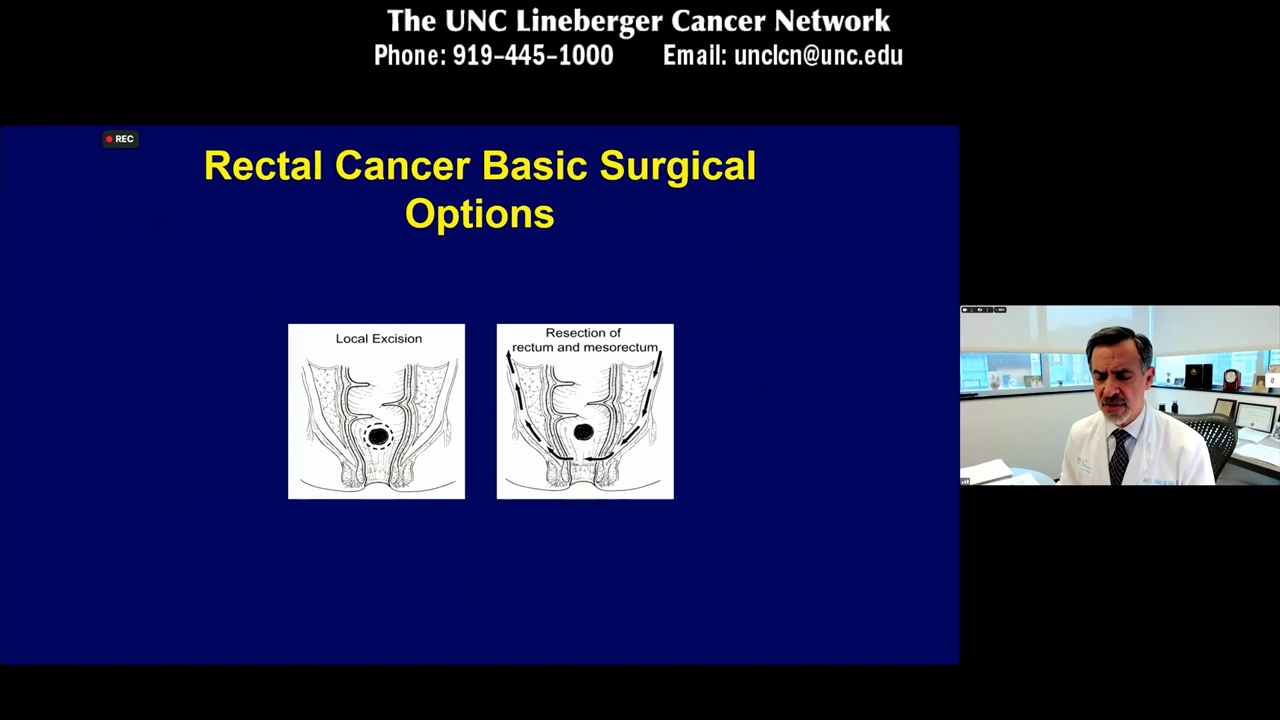 The UNC Lineberger Cancer Network
Phone: 919-445-1000 Email: unclcn@unc.edu
REC
Rectal Cancer Basic Surgical
Options
Local Excision
Resection of
rectum and mesorectum